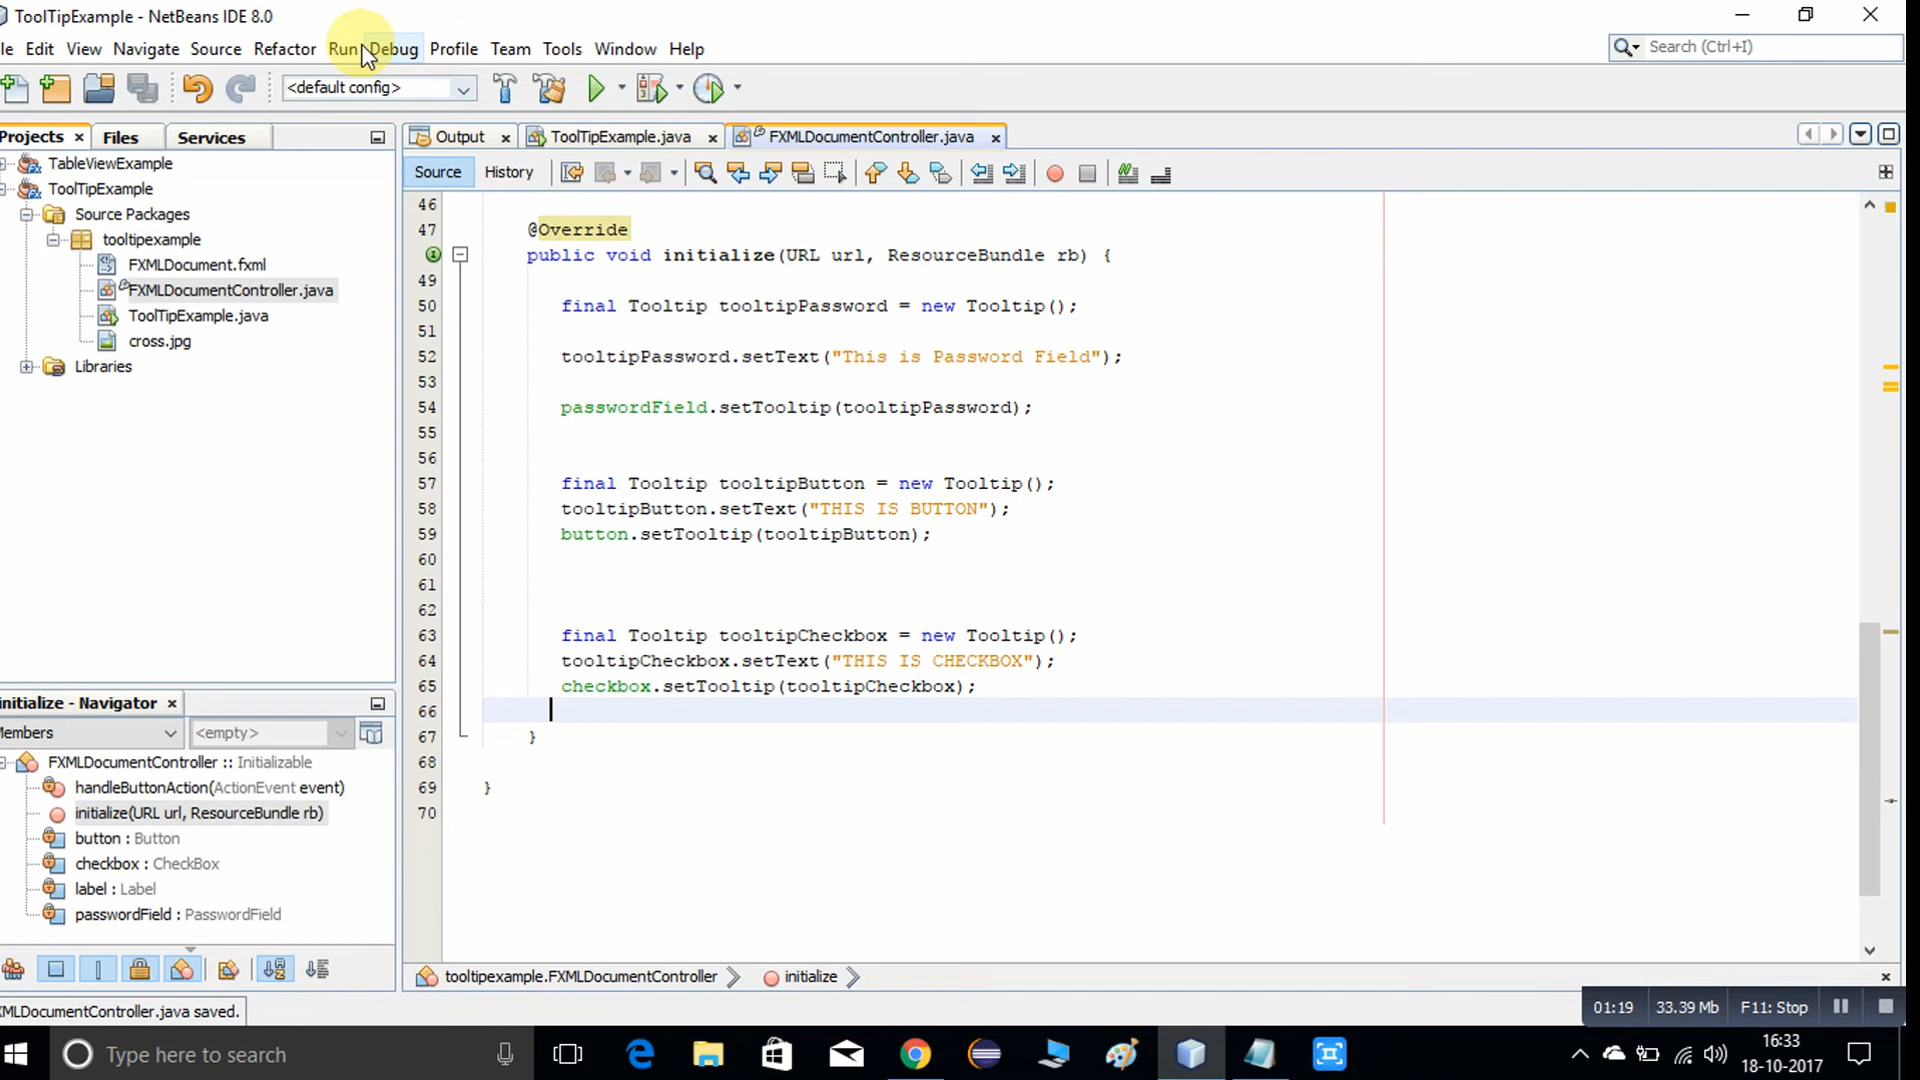 ToolTipExample - NetBeans IDE 8.0
le Edit View Navigate Source Refactor Run Debug Profile Team Tools Window Help
Search (Ctrl+I)
<default config>
Projects Files Services
Output ToolTipExample.java FXMLDocumentController.java
Source History
TableViewExample
ToolTipExample
Source Packages
tooltipexample
FXMLDocument.fxml
FXMLDocumentController.java
ToolTipExample.java
cross.jpg
Libraries
46
47 @Override
public void initialize(URL url, ResourceBundle rb) {
49
50 final Tooltip tooltipPassword = new Tooltip();
51
52 tooltipPassword.setText("This is Password Field");
53
54 passwordField.setTooltip(tooltipPassword);
55
56
57 final Tooltip tooltipButton = new Tooltip();
58 tooltipButton.setText("THIS IS BUTTON");
59 button.setTooltip(tooltipButton);
60
61
62
63 final Tooltip tooltipCheckbox = new Tooltip();
64 tooltipCheckbox.setText("THIS IS CHECKBOX");
65 checkbox.setTooltip(tooltipCheckbox);
66
67 }
68
69 }
70
initialize - Navigator
Members <empty>
FXMLDocumentController :: Initializable
handleButtonAction(ActionEvent event)
initialize(URL url, ResourceBundle rb)
button : Button
checkbox : CheckBox
label : Label
passwordField : PasswordField
tooltipexample.FXMLDocumentController initialize
XMLDocumentController.java saved.
01:19 33.39 Mb F11: Stop
Type here to search
16:33
18-10-2017